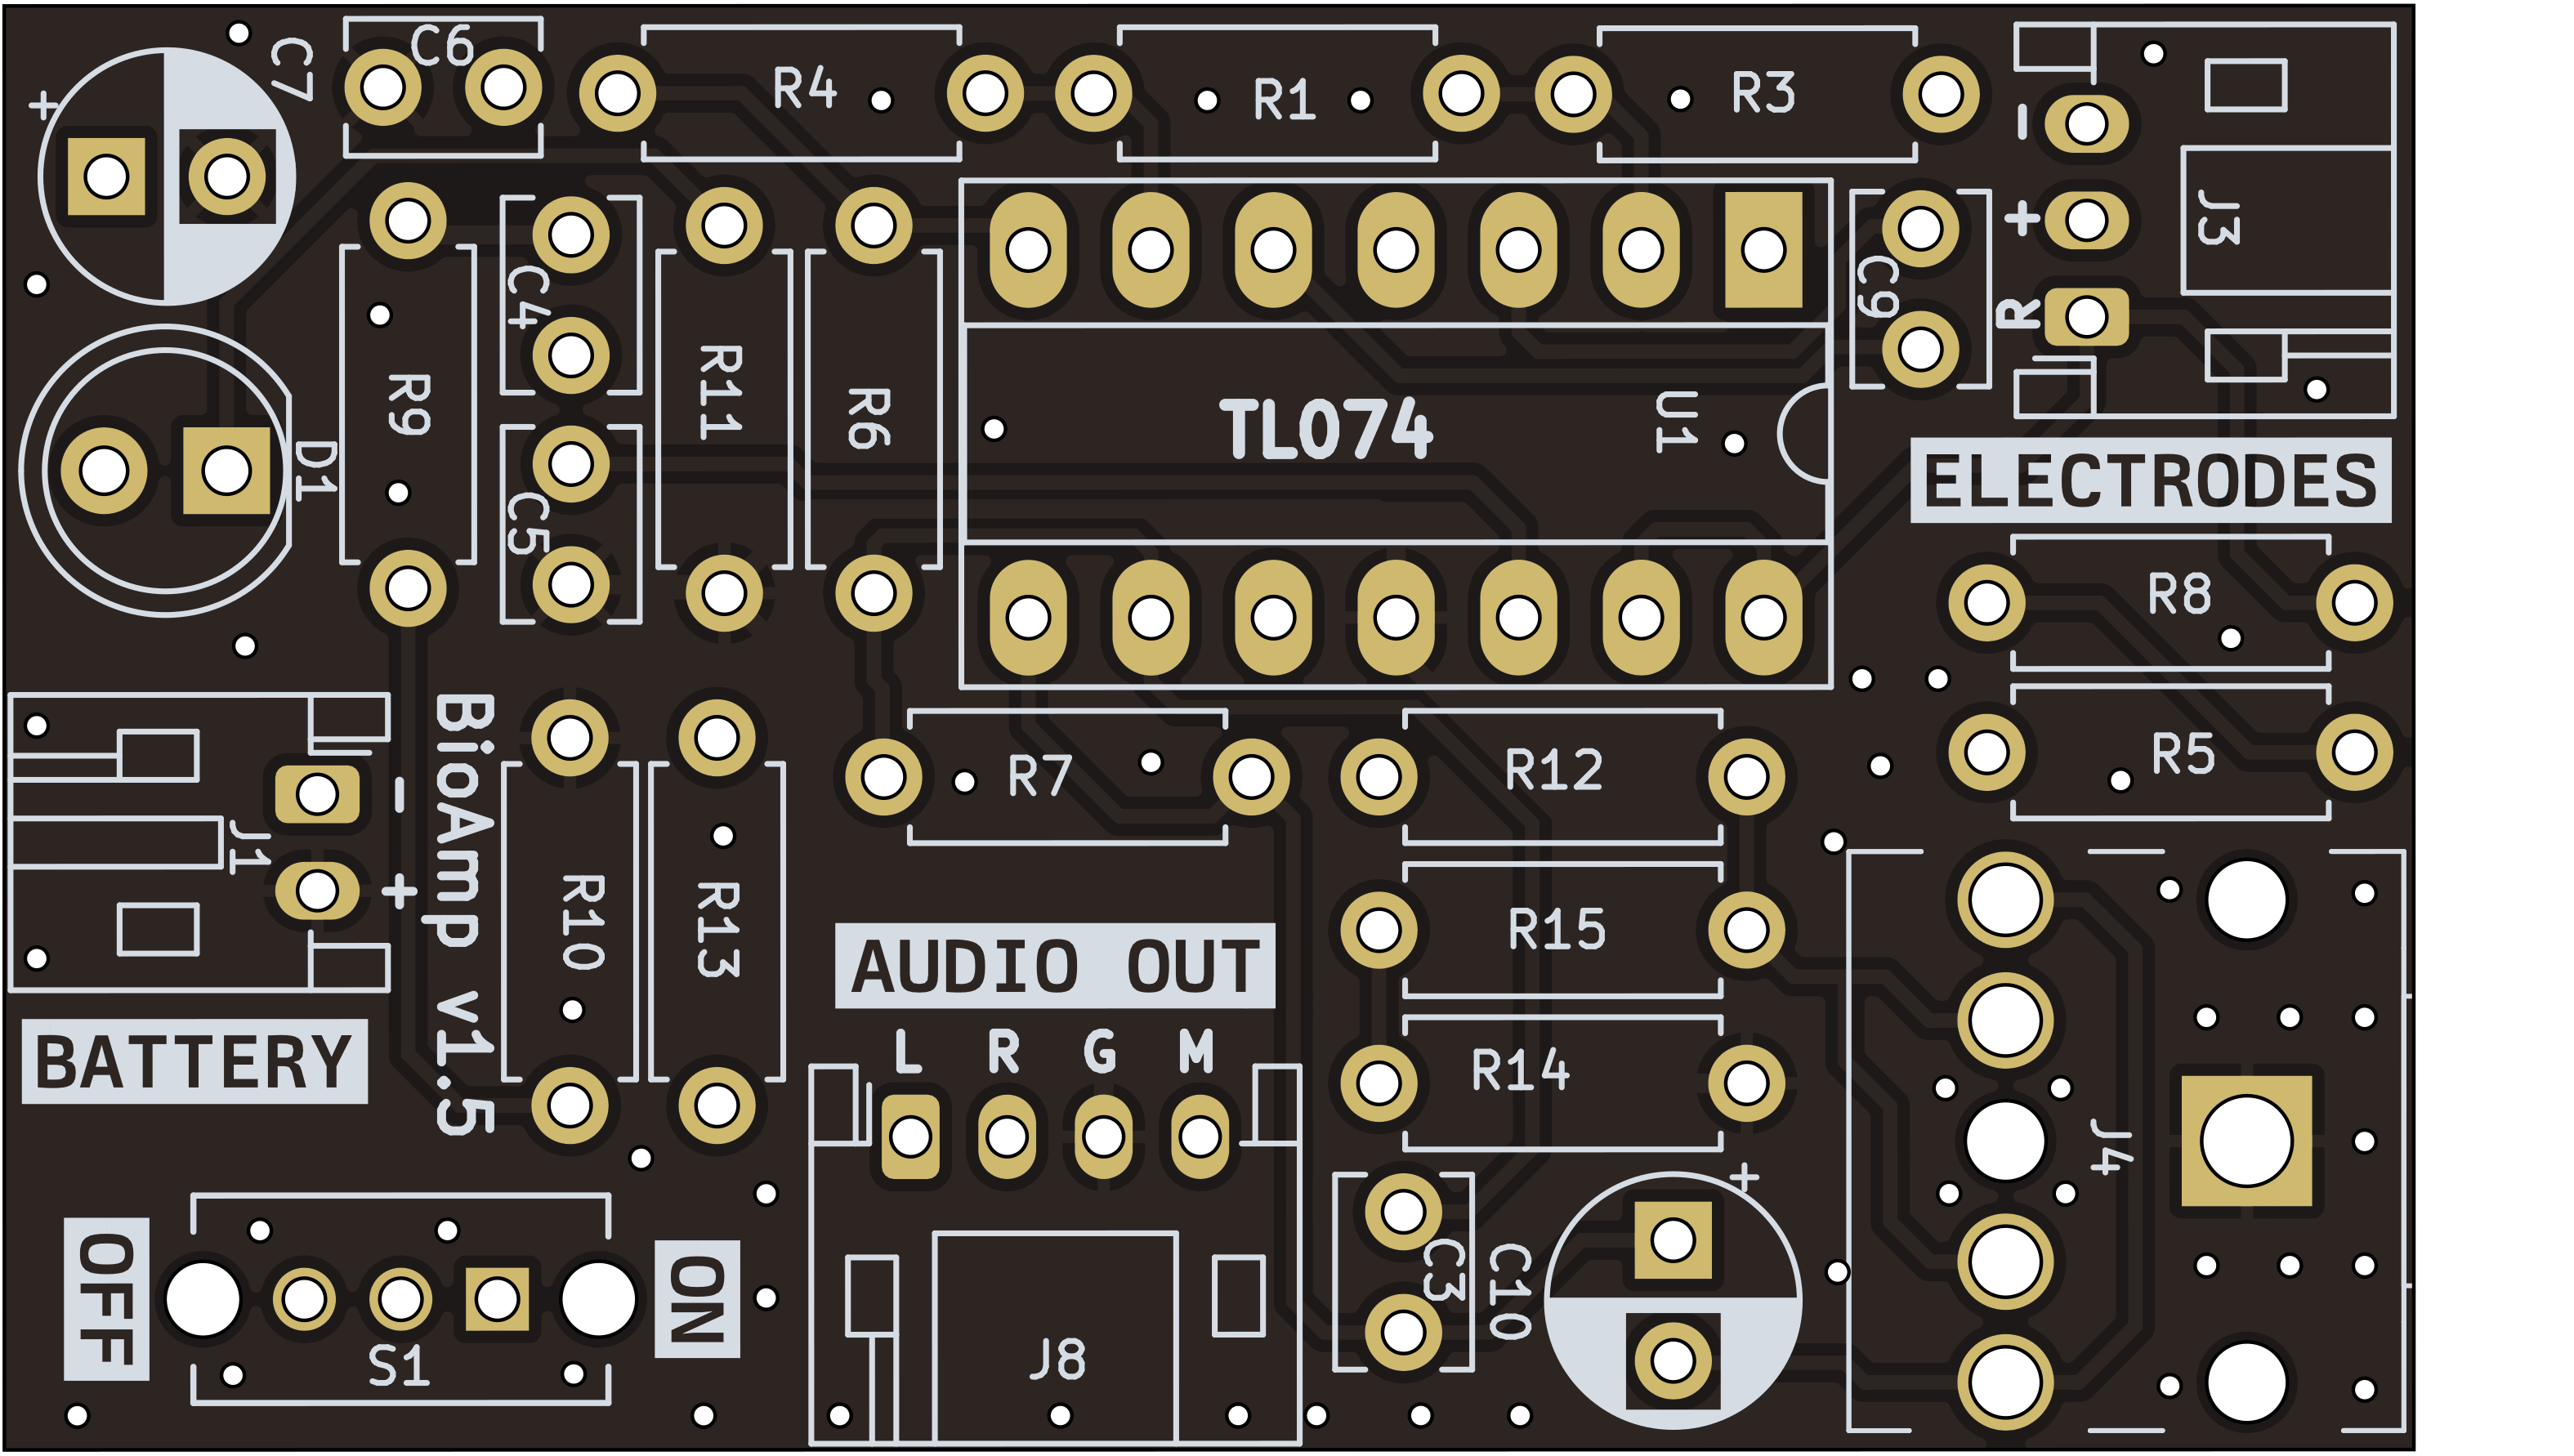 C7
C6
R4
R1
R3
+
-
+
R
J3
C4
C9
R9
R11
R6
TL074
U1
D1
C5
ELECTRODES
R8
R5
BioAmp v1.5
-
+
J1
R7
R12
R10
R13
R15
AUDIO OUT
BATTERY
L R G M
R14
J4
+
OFF
ON
S1
C3
C10
J8